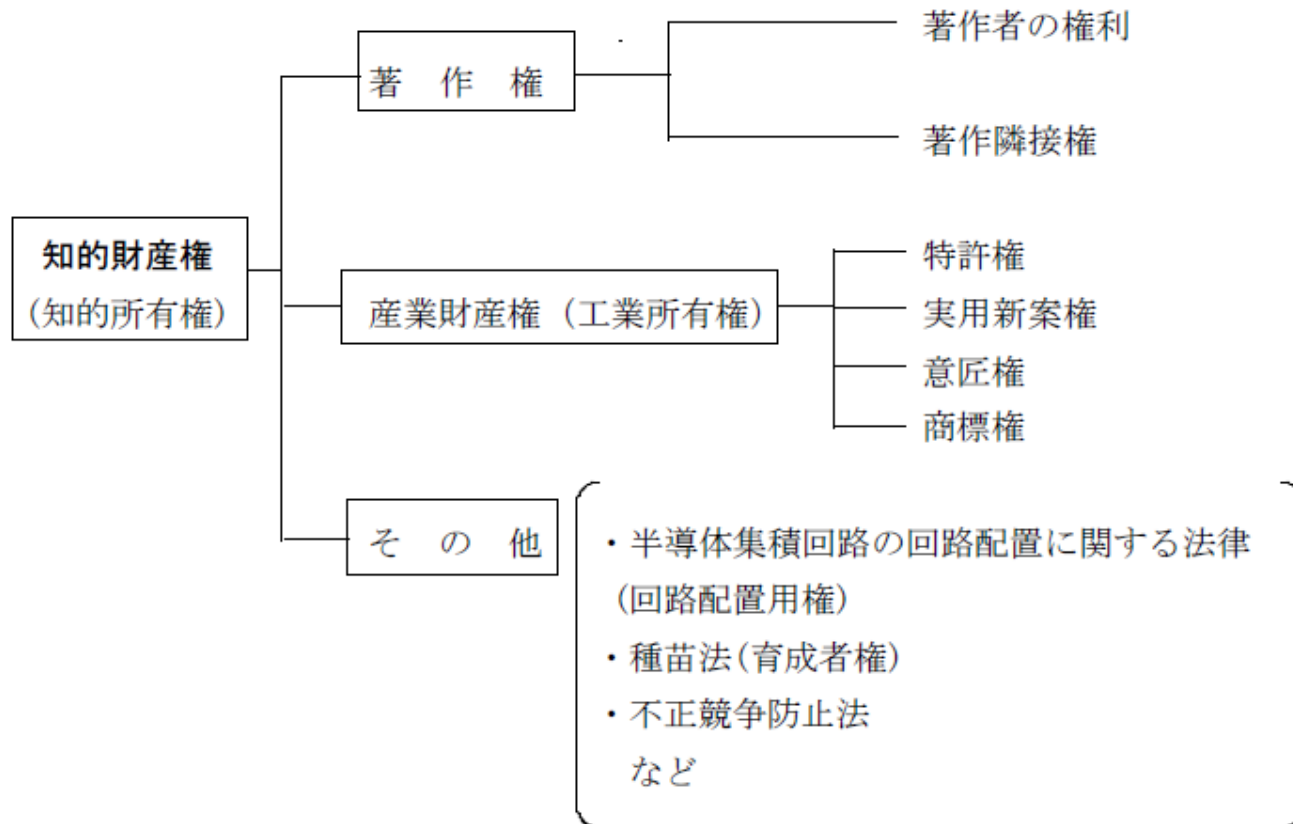 著作者の権利
著　作　権
著作隣接権
知的財産権
(知的所有権)
産業財産権（工業所有権)
特許権
実用新案権
意匠権
商標権
そ　の　他
・半導体集積回路の回路配置に関する法律
(回路配置用権)
・種苗法(育成者権)
・不正競争防止法
など